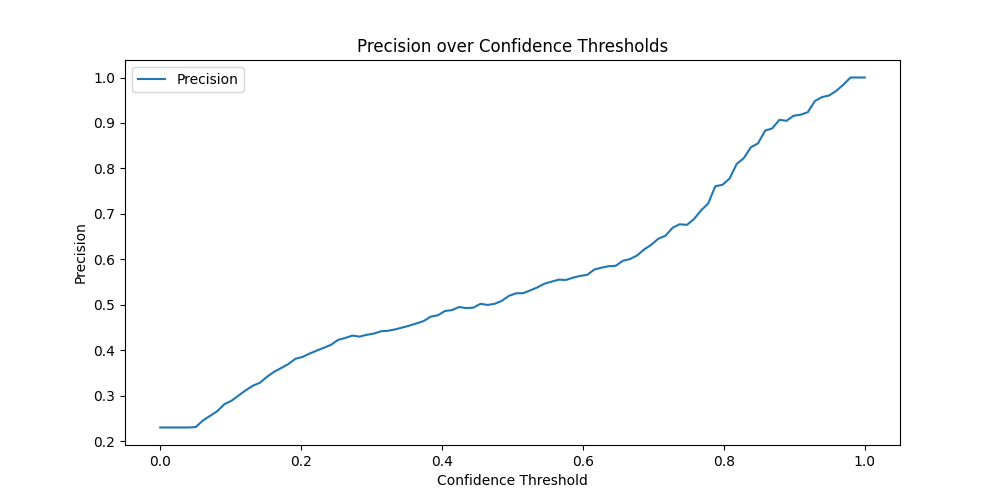 Precision over Confidence Thresholds
Precision
1.0
0.9
0.8
0.7
0.6
0.5
0.4
0.3
0.2
Precision
0.0 0.2 0.4 0.6 0.8 1.0
Confidence Threshold